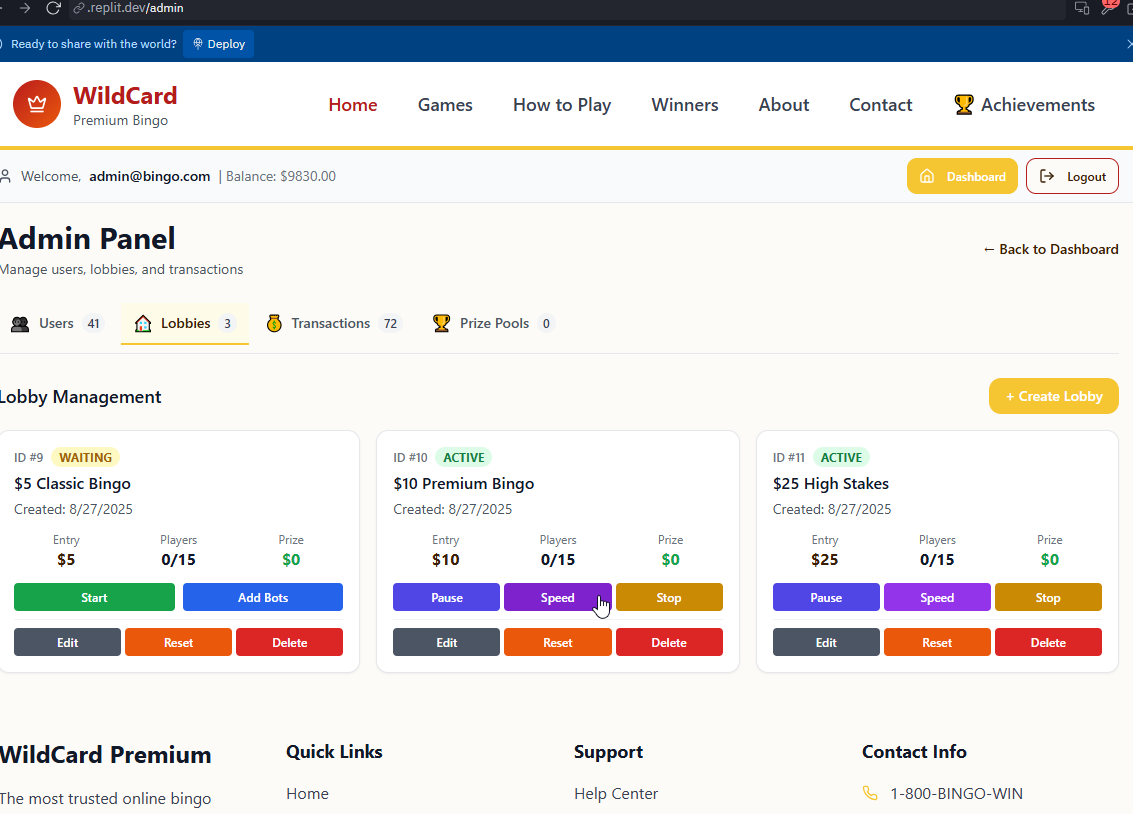 .replit.dev/admin
12
Ready to share with the world? Deploy
WildCard
Premium Bingo
Home Games How to Play Winners About Contact Achievements
Welcome, admin@bingo.com | Balance: $9830.00
Dashboard Logout
Admin Panel
← Back to Dashboard
Manage users, lobbies, and transactions
Users 41 Lobbies 3 Transactions 72 Prize Pools 0
Lobby Management
+ Create Lobby
ID #9 WAITING
$5 Classic Bingo
Created: 8/27/2025
Entry Players Prize
$5 0/15 $0
Start Add Bots
Edit Reset Delete
ID #10 ACTIVE
$10 Premium Bingo
Created: 8/27/2025
Entry Players Prize
$10 0/15 $0
Pause Speed Stop
Edit Reset Delete
ID #11 ACTIVE
$25 High Stakes
Created: 8/27/2025
Entry Players Prize
$25 0/15 $0
Pause Speed Stop
Edit Reset Delete
WildCard Premium
The most trusted online bingo
Quick Links
Home
Support
Help Center
Contact Info
1-800-BINGO-WIN